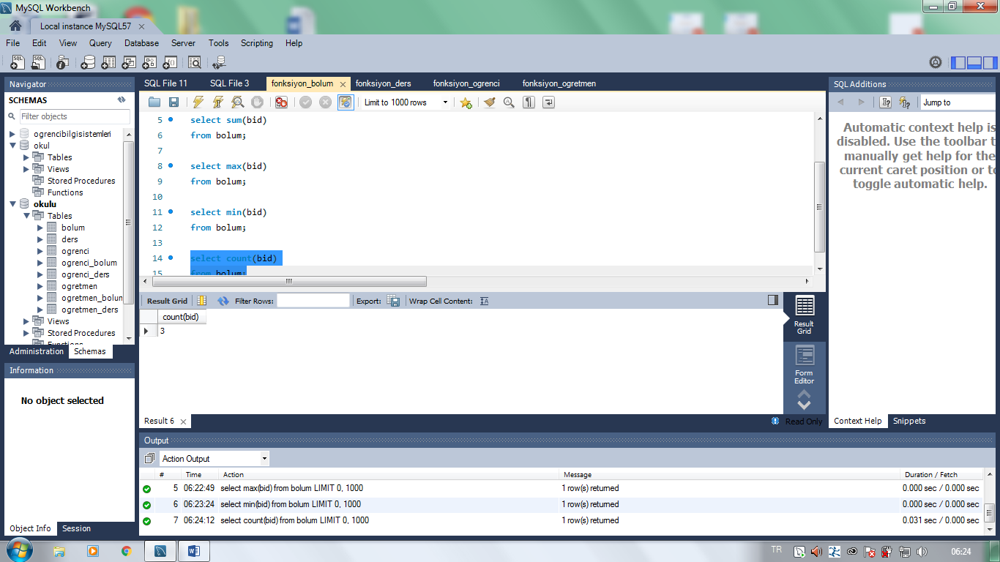 MySQL Workbench
Local instance MySQL57
File Edit View Query Database Server Tools Scripting Help
Navigator
SCHEMAS
Filter objects
ogrencibilgisistemleri
okul
Tables
Views
Stored Procedures
Functions
okulu
Tables
bolum
ders
ogrenci
ogrenci_bolum
ogrenci_ders
ogretmen
ogretmen_bolun
ogretmen_ders
Views
Stored Procedures
Functions
Administration Schemas
Information
No object selected
Object Info Session
SQL File 11 SQL File 3 fonksiyon_bolum fonksiyon_ders fonksiyon_ogrenci fonksiyon_ogretmen
Limit to 1000 rows
5 select sum(bid)
6 from bolum;
7
8 select max(bid)
9 from bolum;
10
11 select min(bid)
12 from bolum;
13
14 select count(bid)
15 from bolum;
Result Grid Filter Rows: Export: Wrap Cell Content:
count(bid)
3
Result
Grid
Form
Editor
Result 6
Read Only
SQL Additions
Jump to
Automatic context help is
disabled. Use the toolbar t
manually get help for the
current caret position or to
toggle automatic help.
Context Help Snippets
Output
Action Output
# Time Action Message Duration / Fetch
5 06:22:49 select max(bid) from bolum LIMIT 0, 1000 1 row(s) returned 0.000 sec / 0.000 sec
6 06:23:24 select min(bid) from bolum LIMIT 0, 1000 1 row(s) returned 0.000 sec / 0.000 sec
7 06:24:12 select count(bid) from bolum LIMIT 0, 1000 1 row(s) returned 0.031 sec / 0.000 sec
TR
06:24